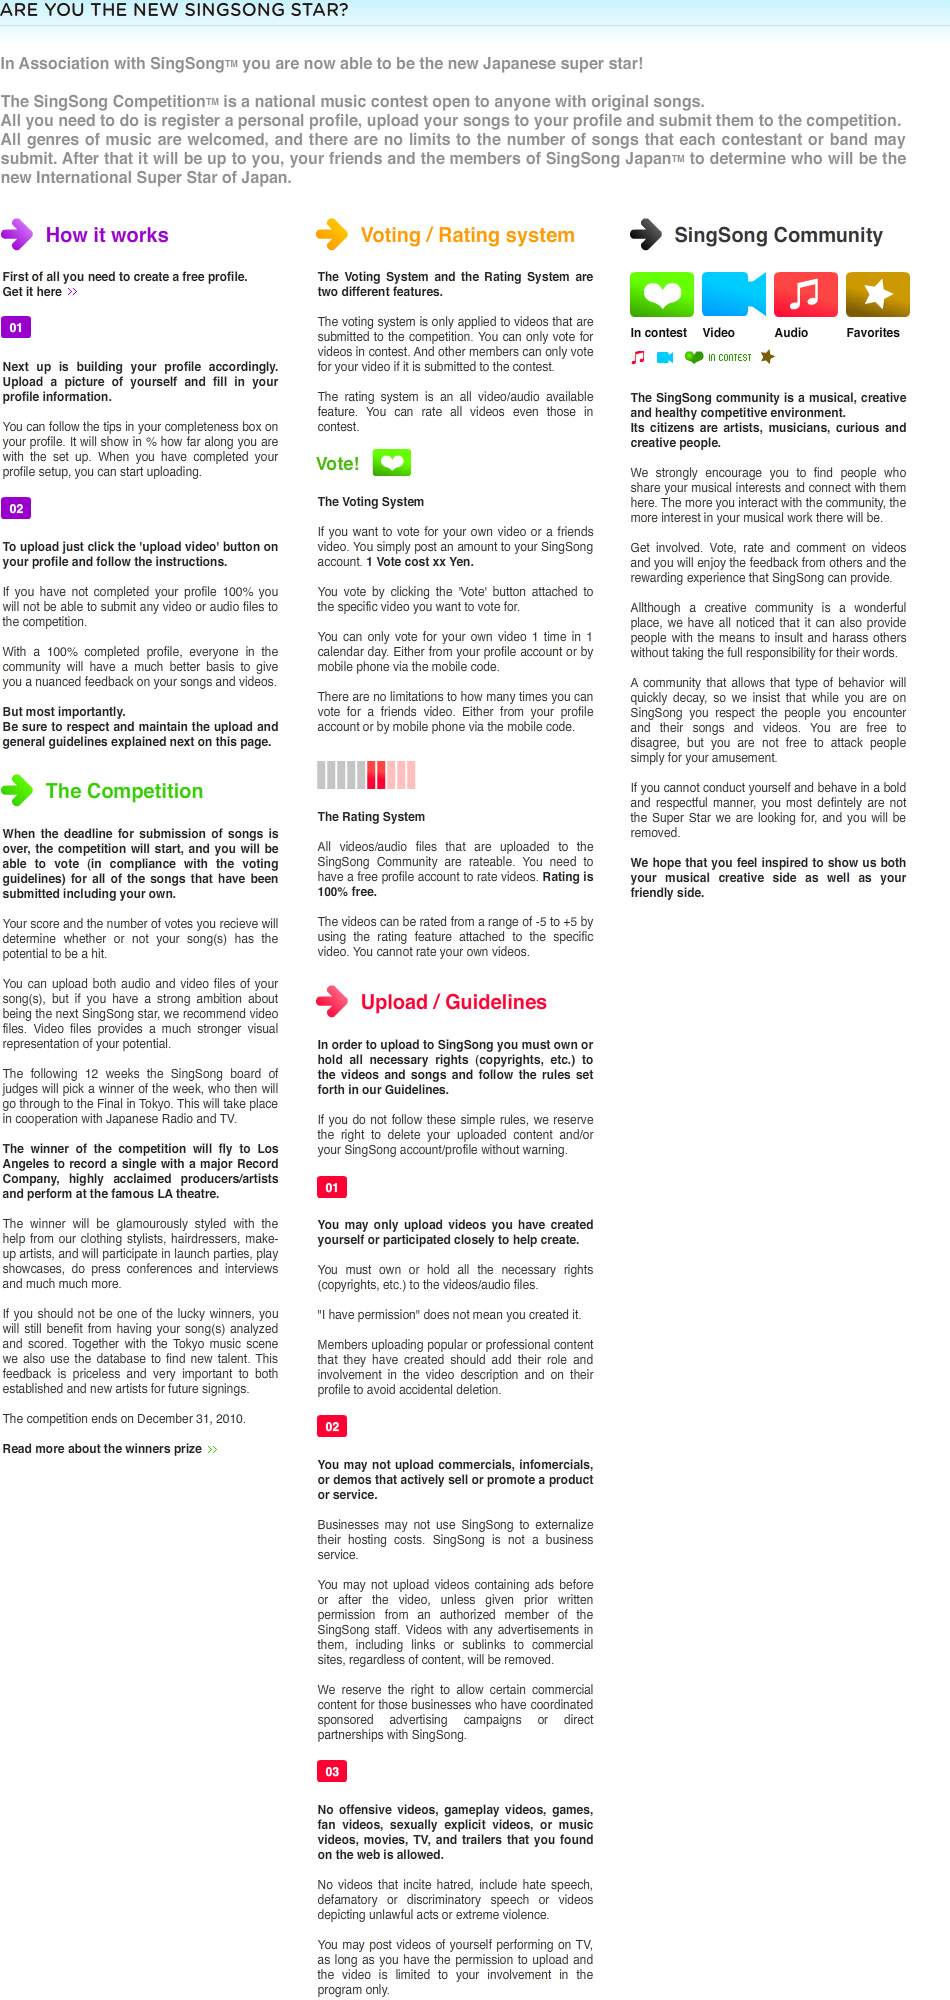 ARE YOU THE NEW SINGSONG STAR?
In Association with SingSong™ you are now able to be the new Japanese super star!
The SingSong Competition™ is a national music contest open to anyone with original songs.
All you need to do is register a personal profile, upload your songs to your profile and submit them to the competition.
All genres of music are welcomed, and there are no limits to the number of songs that each contestant or band may
submit. After that it will be up to you, your friends and the members of SingSong Japan™ to determine who will be the
new International Super Star of Japan.
How it works
First of all you need to create a free profile.
Get it here
01
Next up is building your profile accordingly.
Upload a picture of yourself and fill in your
profile information.
You can follow the tips in your completeness box on
your profile. It will show in % how far along you are
with the set up. When you have completed your
profile setup, you can start uploading.
02
To upload just click the 'upload video' button on
your profile and follow the instructions.
If you have not completed your profile 100% you
will not be able to submit any video or audio files to
the competition.
With a 100% completed profile, everyone in the
community will have a much better basis to give
you a nuanced feedback on your songs and videos.
But most importantly.
Be sure to respect and maintain the upload and
general guidelines explained next on this page.
The Competition
When the deadline for submission of songs is
over, the competition will start, and you will be
able to vote (in compliance with the voting
guidelines) for all of the songs that have been
submitted including your own.
Your score and the number of votes you recieve will
determine whether or not your song(s) has the
potential to be a hit.
You can upload both audio and video files of your
song(s), but if you have a strong ambition about
being the next SingSong star, we recommend video
files. Video files provides a much stronger visual
representation of your potential.
The following 12 weeks the SingSong board of
judges will pick a winner of the week, who then will
go through to the Final in Tokyo. This will take place
in cooperation with Japanese Radio and TV.
The winner of the competition will fly to Los
Angeles to record a single with a major Record
Company, highly acclaimed producers/artists
and perform at the famous LA theatre.
The winner will be glamourously styled with the
help from our clothing stylists, hairdressers, make-
up artists, and will participate in launch parties, play
showcases, do press conferences and interviews
and much much more.
If you should not be one of the lucky winners, you
will still benefit from having your song(s) analyzed
and scored. Together with the Tokyo music scene
we also use the database to find new talent. This
feedback is priceless and very important to both
established and new artists for future signings.
The competition ends on December 31, 2010.
Read more about the winners prize
Voting / Rating system
The Voting System and the Rating System are
two different features.
The voting system is only applied to videos that are
submitted to the competition. You can only vote for
videos in contest. And other members can only vote
for your video if it is submitted to the contest.
The rating system is an all video/audio available
feature. You can rate all videos even those in
contest.
Vote!
The Voting System
If you want to vote for your own video or a friends
video. You simply post an amount to your SingSong
account. 1 Vote cost xx Yen.
You vote by clicking the 'Vote' button attached to
the specific video you want to vote for.
You can only vote for your own video 1 time in 1
calendar day. Either from your profile account or by
mobile phone via the mobile code.
There are no limitations to how many times you can
vote for a friends video. Either from your profile
account or by mobile phone via the mobile code.
The Rating System
All videos/audio files that are uploaded to the
SingSong Community are rateable. You need to
have a free profile account to rate videos. Rating is
100% free.
The videos can be rated from a range of -5 to +5 by
using the rating feature attached to the specific
video. You cannot rate your own videos.
Upload / Guidelines
In order to upload to SingSong you must own or
hold all necessary rights (copyrights, etc.) to
the videos and songs and follow the rules set
forth in our Guidelines.
If you do not follow these simple rules, we reserve
the right to delete your uploaded content and/or
your SingSong account/profile without warning.
01
You may only upload videos you have created
yourself or participated closely to help create.
You must own or hold all the necessary rights
(copyrights, etc.) to the videos/audio files.
"I have permission" does not mean you created it.
Members uploading popular or professional content
that they have created should add their role and
involvement in the video description and on their
profile to avoid accidental deletion.
02
You may not upload commercials, infomercials,
or demos that actively sell or promote a product
or service.
Businesses may not use SingSong to externalize
their hosting costs. SingSong is not a business
service.
You may not upload videos containing ads before
or after the video, unless given prior written
permission from an authorized member of the
SingSong staff. Videos with any advertisements in
them, including links or sublinks to commercial
sites, regardless of content, will be removed.
We reserve the right to allow certain commercial
content for those businesses who have coordinated
sponsored advertising campaigns or direct
partnerships with SingSong.
03
No offensive videos, gameplay videos, games,
fan videos, sexually explicit videos, or music
videos, movies, TV, and trailers that you found
on the web is allowed.
No videos that incite hatred, include hate speech,
defamatory or discriminatory speech or videos
depicting unlawful acts or extreme violence.
You may post videos of yourself performing on TV,
as long as you have the permission to upload and
the video is limited to your involvement in the
program only.
SingSong Community
In contest Video Audio Favorites
IN CONTEST
The SingSong community is a musical, creative
and healthy competitive environment.
Its citizens are artists, musicians, curious and
creative people.
We strongly encourage you to find people who
share your musical interests and connect with them
here. The more you interact with the community, the
more interest in your musical work there will be.
Get involved. Vote, rate and comment on videos
and you will enjoy the feedback from others and the
rewarding experience that SingSong can provide.
Allthough a creative community is a wonderful
place, we have all noticed that it can also provide
people with the means to insult and harass others
without taking the full responsibility for their words.
A community that allows that type of behavior will
quickly decay, so we insist that while you are on
SingSong you respect the people you encounter
and their songs and videos. You are free to
disagree, but you are not free to attack people
simply for your amusement.
If you cannot conduct yourself and behave in a bold
and respectful manner, you most defintely are not
the Super Star we are looking for, and you will be
removed.
We hope that you feel inspired to show us both
your musical creative side as well as your
friendly side.